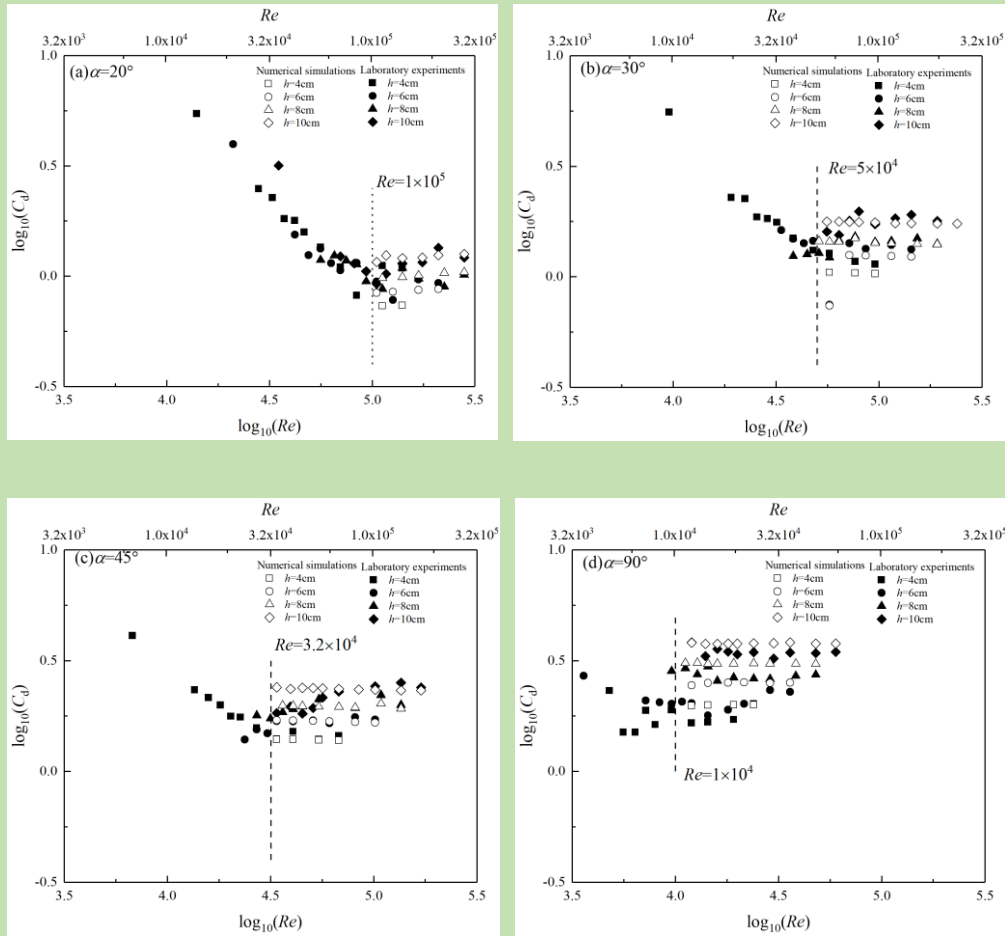 Re
3.2x10³ 1.0x10⁴ 3.2x10⁴ 1.0x10⁵ 3.2x10⁵
1.0
(a)α=20°
Numerical simulations Laboratory experiments
h=4cm h=4cm
h=6cm h=6cm
h=8cm h=8cm
h=10cm h=10cm
0.5
Re=1×10⁵
log₁₀(Cd)
0.0
-0.5
3.5 4.0 4.5 5.0 5.5
log₁₀(Re)
Re
3.2x10³ 1.0x10⁴ 3.2x10⁴ 1.0x10⁵ 3.2x10⁵
1.0
(b)α=30°
Numerical simulations Laboratory experiments
h=4cm h=4cm
h=6cm h=6cm
h=8cm h=8cm
h=10cm h=10cm
0.5
Re=5×10⁴
log₁₀(Cd)
0.0
-0.5
3.5 4.0 4.5 5.0 5.5
log₁₀(Re)
Re
3.2x10³ 1.0x10⁴ 3.2x10⁴ 1.0x10⁵ 3.2x10⁵
1.0
(c)α=45°
Numerical simulations Laboratory experiments
h=4cm h=4cm
h=6cm h=6cm
h=8cm h=8cm
h=10cm h=10cm
Re=3.2×10⁴
0.5
log₁₀(Cd)
0.0
-0.5
3.5 4.0 4.5 5.0 5.5
log₁₀(Re)
Re
3.2x10³ 1.0x10⁴ 3.2x10⁴ 1.0x10⁵ 3.2x10⁵
1.0
(d)α=90°
Numerical simulations Laboratory experiments
h=4cm h=4cm
h=6cm h=6cm
h=8cm h=8cm
h=10cm h=10cm
0.5
log₁₀(Cd)
0.0
Re=1×10⁴
-0.5
3.5 4.0 4.5 5.0 5.5
log₁₀(Re)